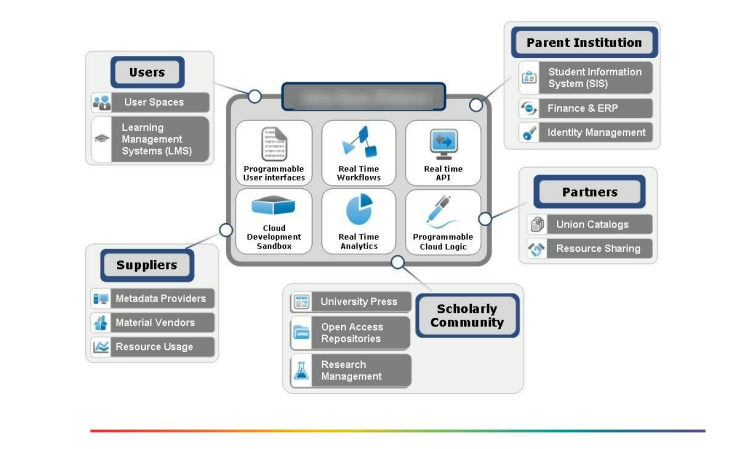 Users
User Spaces
Learning
Management
Systems (LMS)
Parent Institution
Student Information
System (SIS)
Finance & ERP
Identity Management
Programmable
User interfaces
Real Time
Workflows
Real time
API
Cloud
Development
Sandbox
Real Time
Analytics
Programmable
Cloud Logic
Partners
Union Catalogs
Resource Sharing
Suppliers
Metadata Providers
Material Vendors
Resource Usage
University Press
Open Access
Repositories
Research
Management
Scholarly
Community